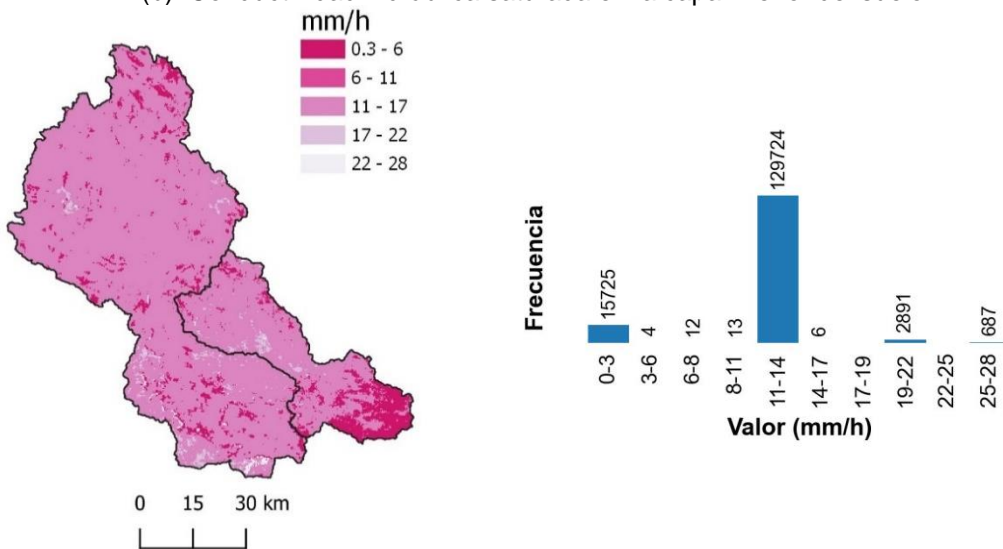 mm/h
0.3 - 6
6 - 11
11 - 17
17 - 22
22 - 28
0 15 30 km
Frecuencia
15725
4
12
13
129724
6
2891
687
0-3
3-6
6-8
8-11
11-14
14-17
17-19
19-22
22-25
25-28
Valor (mm/h)